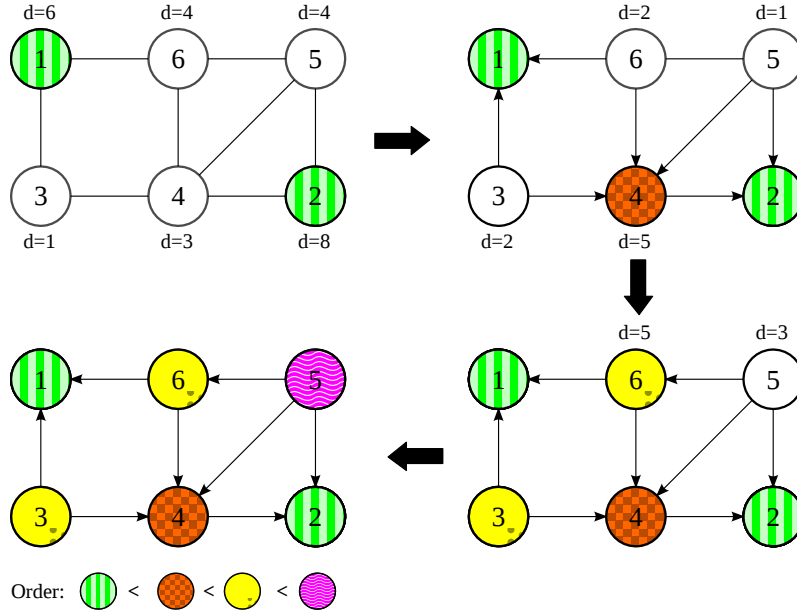 d=6 d=4 d=4
1 6 5
3 4 2
d=1 d=3 d=8
d=2 d=1
1 6 5
3 4 2
d=2 d=5
1 6 5
3 4 2
d=5 d=3
1 6 5
3 4 2
Order: < < <